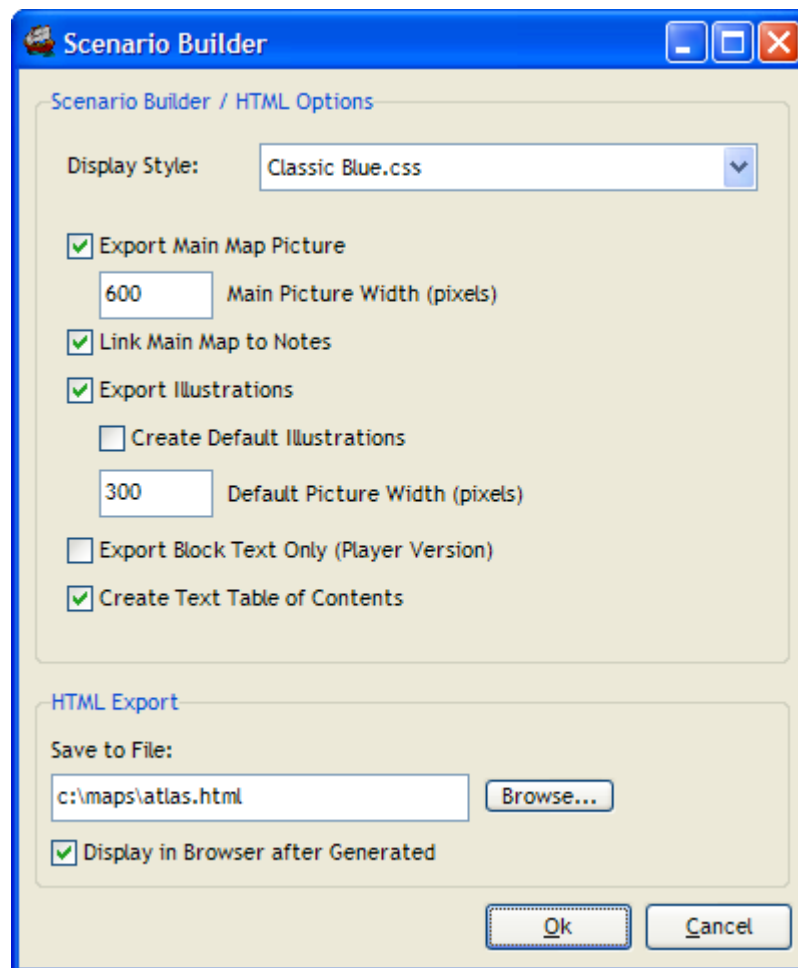 Scenario Builder
Scenario Builder / HTML Options
Display Style: Classic Blue.css
Export Main Map Picture
600 Main Picture Width (pixels)
Link Main Map to Notes
Export Illustrations
Create Default Illustrations
300 Default Picture Width (pixels)
Export Block Text Only (Player Version)
Create Text Table of Contents
HTML Export
Save to File:
c:\maps\atlas.html Browse...
Display in Browser after Generated
Ok Cancel